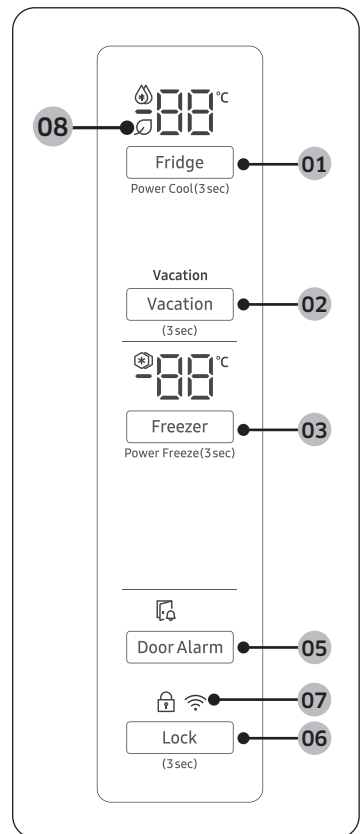 -88°C
08
Fridge
01
Power Cool(3sec)
Vacation
Vacation
02
(3sec)
-88°C
Freezer
03
Power Freeze(3sec)
Door Alarm
05
07
Lock
06
(3sec)